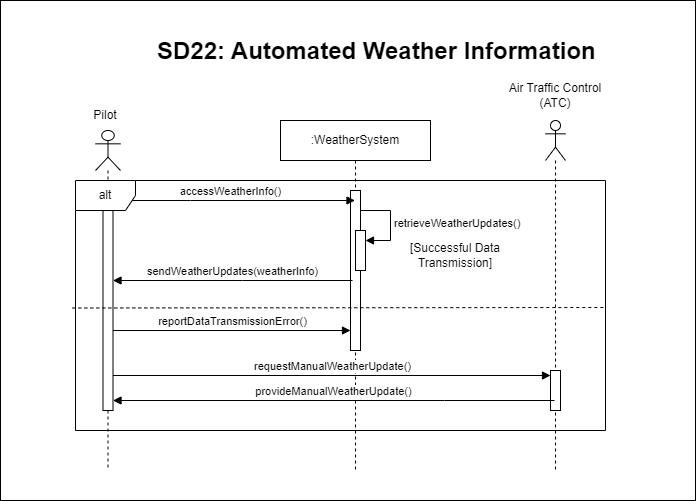 SD22: Automated Weather Information
Air Traffic Control
(ATC)
Pilot
:WeatherSystem
alt
accessWeatherInfo()
retrieveWeatherUpdates()
[Successful Data
Transmission]
sendWeatherUpdates(weatherInfo)
reportDataTransmissionError()
requestManualWeatherUpdate()
provideManualWeatherUpdate()